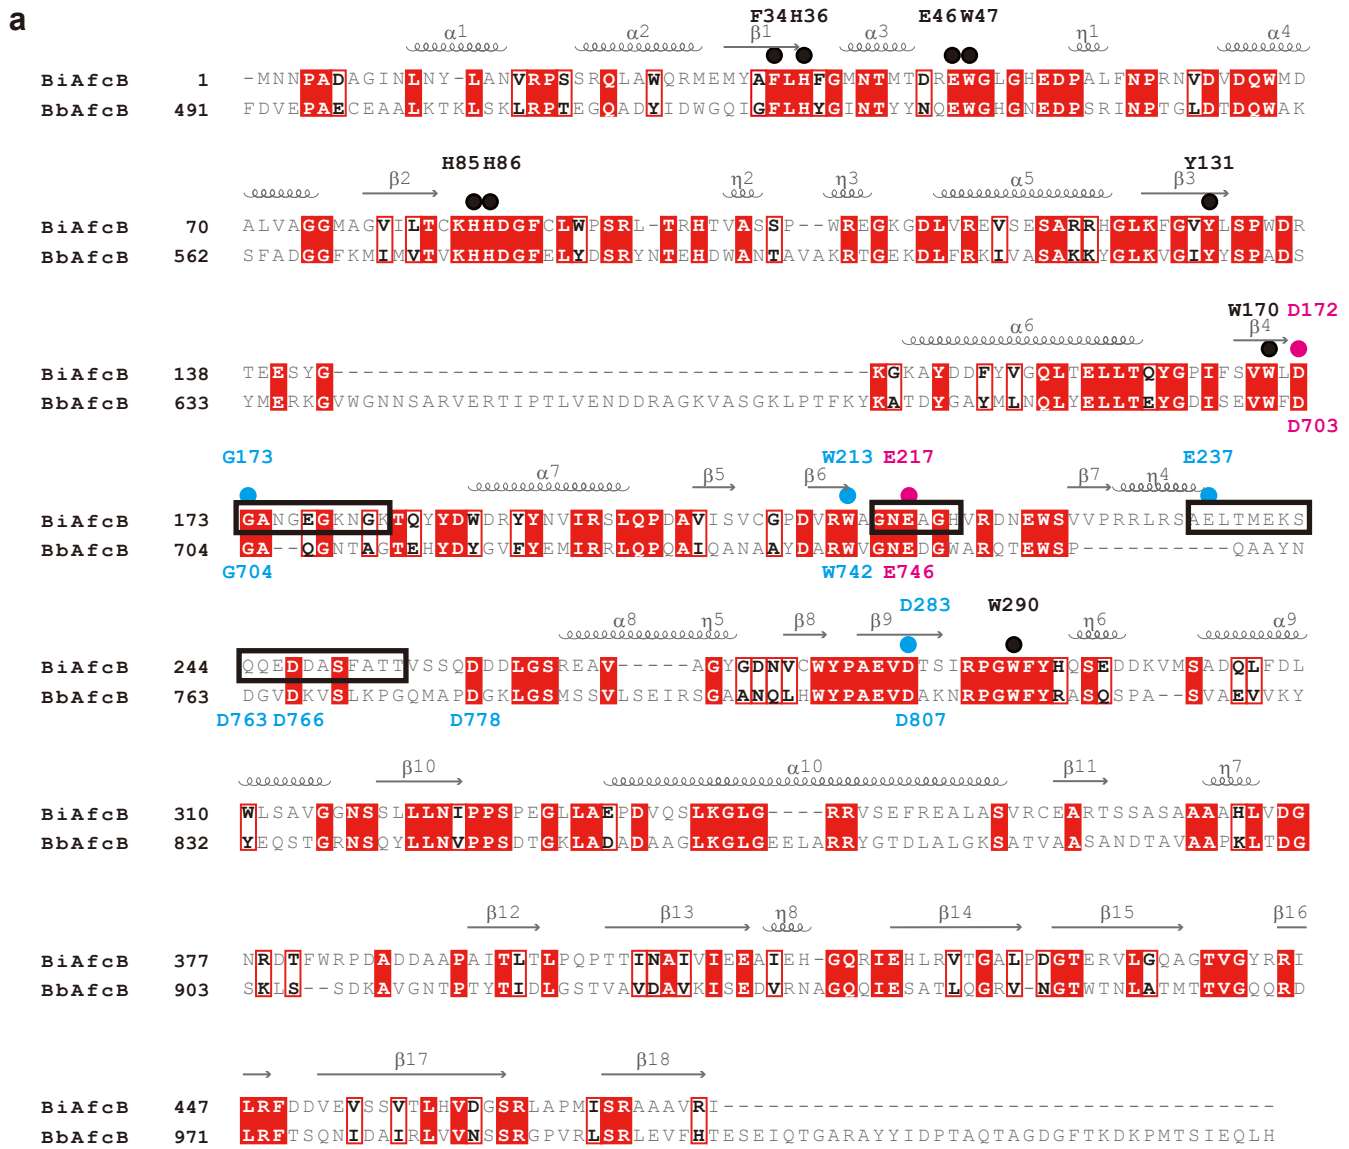 a
F34 H36 E46 W47
α1 α2 β1 α3 η1 α4
BiAfcB 1 -MNNPADAGINLNY-LANVRPSSRQLAWQRMEMYAFLHFGMNTMTDREWGLGHEDPALFNPRNVDVDQWMD
BbAfcB 491 FDVEPAECEAALKTKLSKLRPTEGQADYIDWGQIGFLHYGINTYYNQEWGHGNEDPSRINPTGLDTDQWAK
H85 H86 Y131
β2 η2 η3 α5 β3
BiAfcB 70 ALVAGGMAGVILTCKHHDGFCLWPSRL-TRHTVASSP--WREGKGDLVREVSESARRHGLKFGVYLSPWDR
BbAfcB 562 SFADGGFKMIMVTVKHHDGFELYDSRYNTEHDWANTAVAKRTGEKDLFRKIVASAKKYGLKVGIYYSPADS
W170 D172
α6 β4
BiAfcB 138 TEESYG------------------------------------KGKAYDDFYVGQLTELLTQYGPIFSVWLD
BbAfcB 633 YMERKGVWGNNSARVERTIPTLVENDDRAGKVASGKLPTFKYKATDYGAYMLNQLYELLTEYGDISEVWFD
D703
G173 W213 E217 E237
α7 β5 β6 β7 η4
BiAfcB 173 GANGEGKNGKTQYYDWDRYYNVIRSLQPDAVISVCGPDVRWAGNEAGHVRDNEWSVVPRRLRSAELTMEKS
BbAfcB 704 GA--QGNTAGTEHYDYGVFYEMIRRLQPQAIQANAAYDARWVGNEDGWARQTEWSP----------QAAYN
G704 W742 E746
D283 W290
α8 η5 β8 β9 η6 α9
BiAfcB 244 QQEDDASFATTVSSQDDDLGSREAV-----AGYGDNVCWYPAEVDTSIRPGWFYHQSEDDKVMSADQLFDL
BbAfcB 763 DGVDKVSLKPGQMAPDGKLGSMSSVLSEIRSGAANQLHWYPAEVDAKNRPGWFYRASQSPA--SVAEVVKY
D763 D766 D778 D807
β10 α10 β11 η7
BiAfcB 310 WLSAVGGNSSLLLNIPPSPEGLLAEPDVQSLKGLG----RRVSEFREALASVRCEARTSSASAAAAHLVDG
BbAfcB 832 YEQSTGRNSQYLLNVPPSDTGKLADADAAGLKGLGEELARRYGTDLALGKSATVAASANDTAVAAPKLTDG
β12 β13 η8 β14 β15 β16
BiAfcB 377 NRDTFWRPDADDAAPAITLTLPQPTTINAIVIEEAIEH-GQRIEHLRVTGALPDGTERVLGQAGTVGYRRI
BbAfcB 903 SKLS--SDKAVGNTPTYTIDLGSTVAVDAVKISEDVRNAGQQIESATLQGRV-NGTWTNLATMTTVGQQRD
β17 β18
BiAfcB 447 LRFDDVEVSSVTLHVDGSRLAPMISRAAAVRI-------------------------------------
BbAfcB 971 LRFTSQNIDAIRLVVNSSRGPVRLSRLEVFHTESEIQTGARAYYIDPTAQTAGDGFTKDKPMTSIEQLH